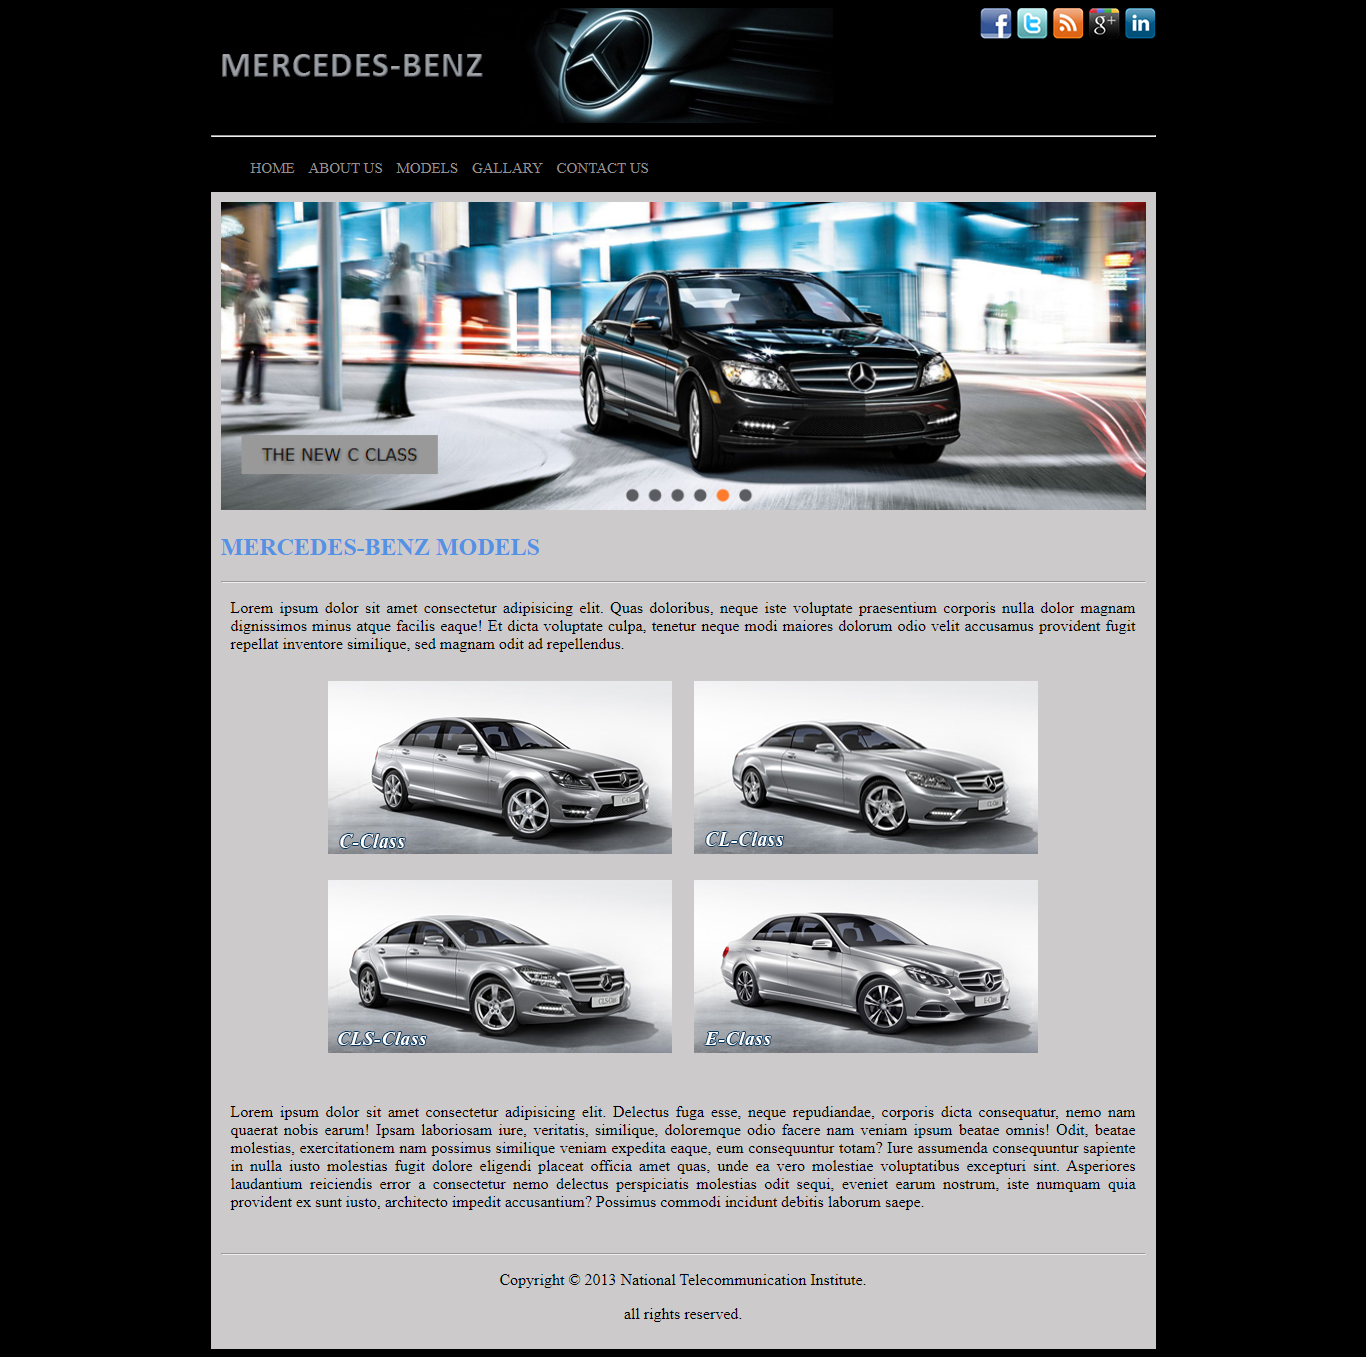 MERCEDES-BENZ
HOME ABOUT US MODELS GALLARY CONTACT US
THE NEW C CLASS
MERCEDES-BENZ MODELS
Lorem ipsum dolor sit amet consectetur adipisicing elit. Quas doloribus, neque iste voluptate praesentium corporis nulla dolor magnam
dignissimos minus atque facilis eaque! Et dicta voluptate culpa, tenetur neque modi maiores dolorum odio velit accusamus provident fugit
repellat inventore similique, sed magnam odit ad repellendus.
C-Class
C-Class
CL-Class
CLS-Class
CLS-Class
E-Class
E-Class
Lorem ipsum dolor sit amet consectetur adipisicing elit. Delectus fuga esse, neque repudiandae, corporis dicta consequatur, nemo nam
quaerat nobis earum! Ipsam laboriosam iure, veritatis, similique, doloremque odio facere nam veniam ipsum beatae omnis! Odit, beatae
molestias, exercitationem nam possimus similique veniam expedita eaque, eum consequuntur totam? Iure assumenda consequuntur sapiente
in nulla iusto molestias fugit dolore eligendi placeat officia amet quas, unde ea vero molestiae voluptatibus excepturi sint. Asperiores
laudantium reiciendis error a consectetur nemo delectus perspiciatis molestias odit sequi, eveniet earum nostrum, iste numquam quia
provident ex sunt iusto, architecto impedit accusantium? Possimus commodi incidunt debitis laborum saepe.
Copyright © 2013 National Telecommunication Institute.
all rights reserved.